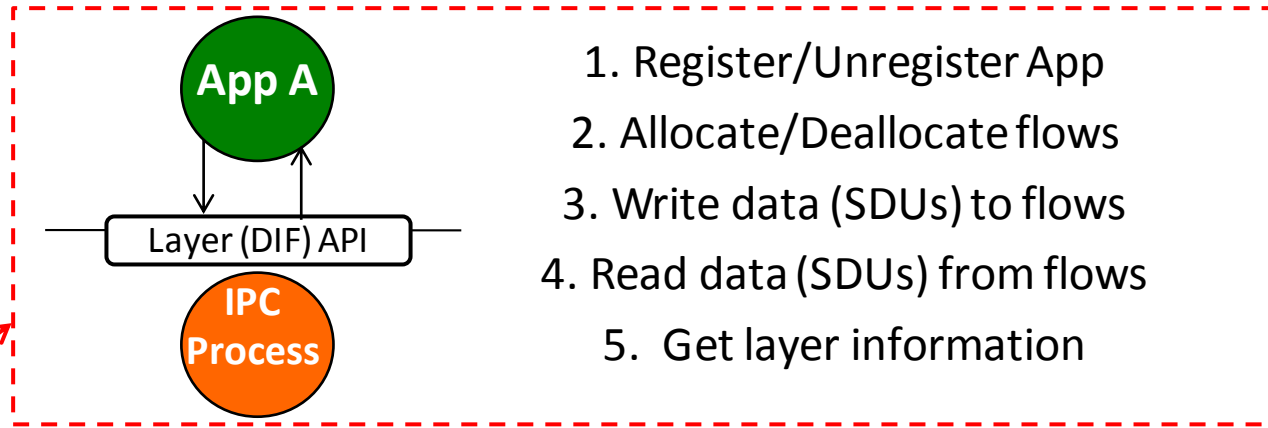 App A
Layer (DIF) API
IPC
Process
1. Register/Unregister App
2. Allocate/Deallocate flows
3. Write data (SDUs) to flows
4. Read data (SDUs) from flows
5. Get layer information